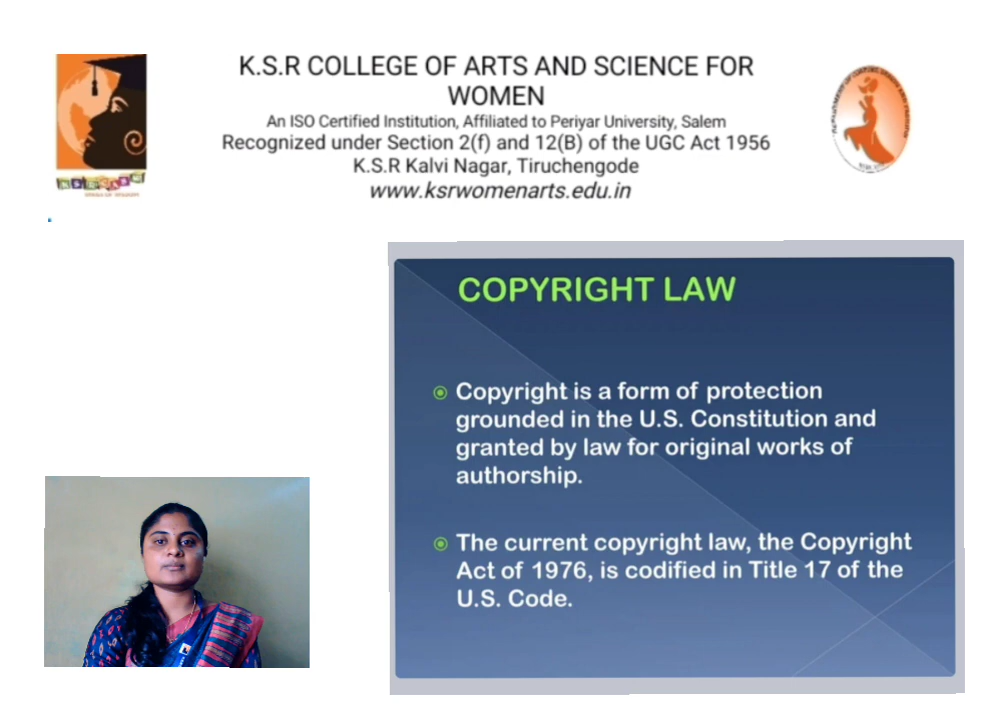 K.S.R COLLEGE OF ARTS AND SCIENCE FOR
WOMEN
An ISO Certified Institution, Affiliated to Periyar University, Salem
Recognized under Section 2(f) and 12(B) of the UGC Act 1956
K.S.R Kalvi Nagar, Tiruchengode
www.ksrwomenarts.edu.in
COPYRIGHT LAW
Copyright is a form of protection
grounded in the U.S. Constitution and
granted by law for original works of
authorship.
The current copyright law, the Copyright
Act of 1976, is codified in Title 17 of the
U.S. Code.